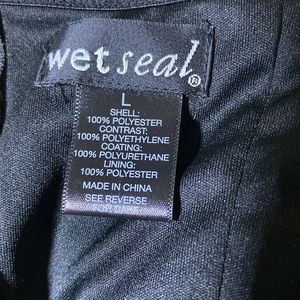 wet seal®
L
SHELL:
100% POLYESTER
CONTRAST:
100% POLYETHYLENE
COATING:
100% POLYURETHANE
LINING:
100% POLYESTER
MADE IN CHINA
SEE REVERSE
FOR CARE